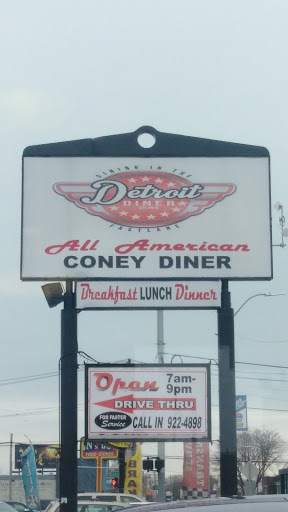 DINING IN THE
Detroit
DINER
FASTLANE
All American
CONEY DINER
Breakfast LUNCH Dinner
Open 7am-
9pm
DRIVE THRU
FOR FASTER
Service CALL IN 922-4898